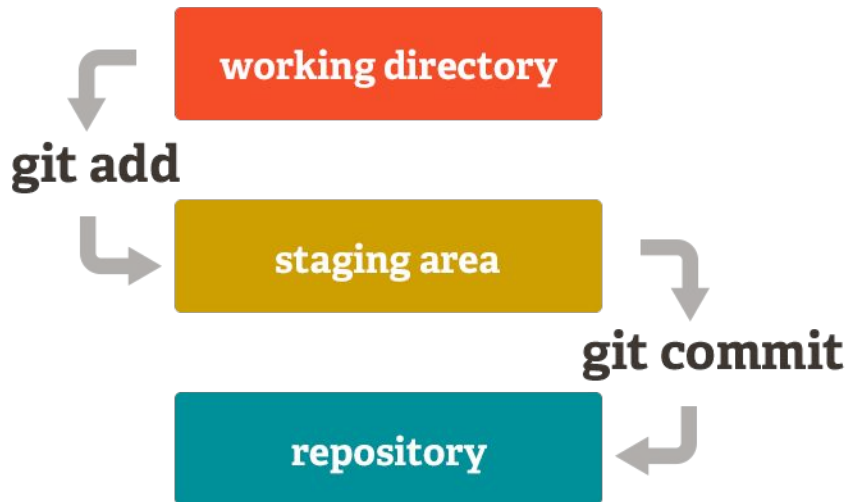 working directory
git add
staging area
git commit
repository